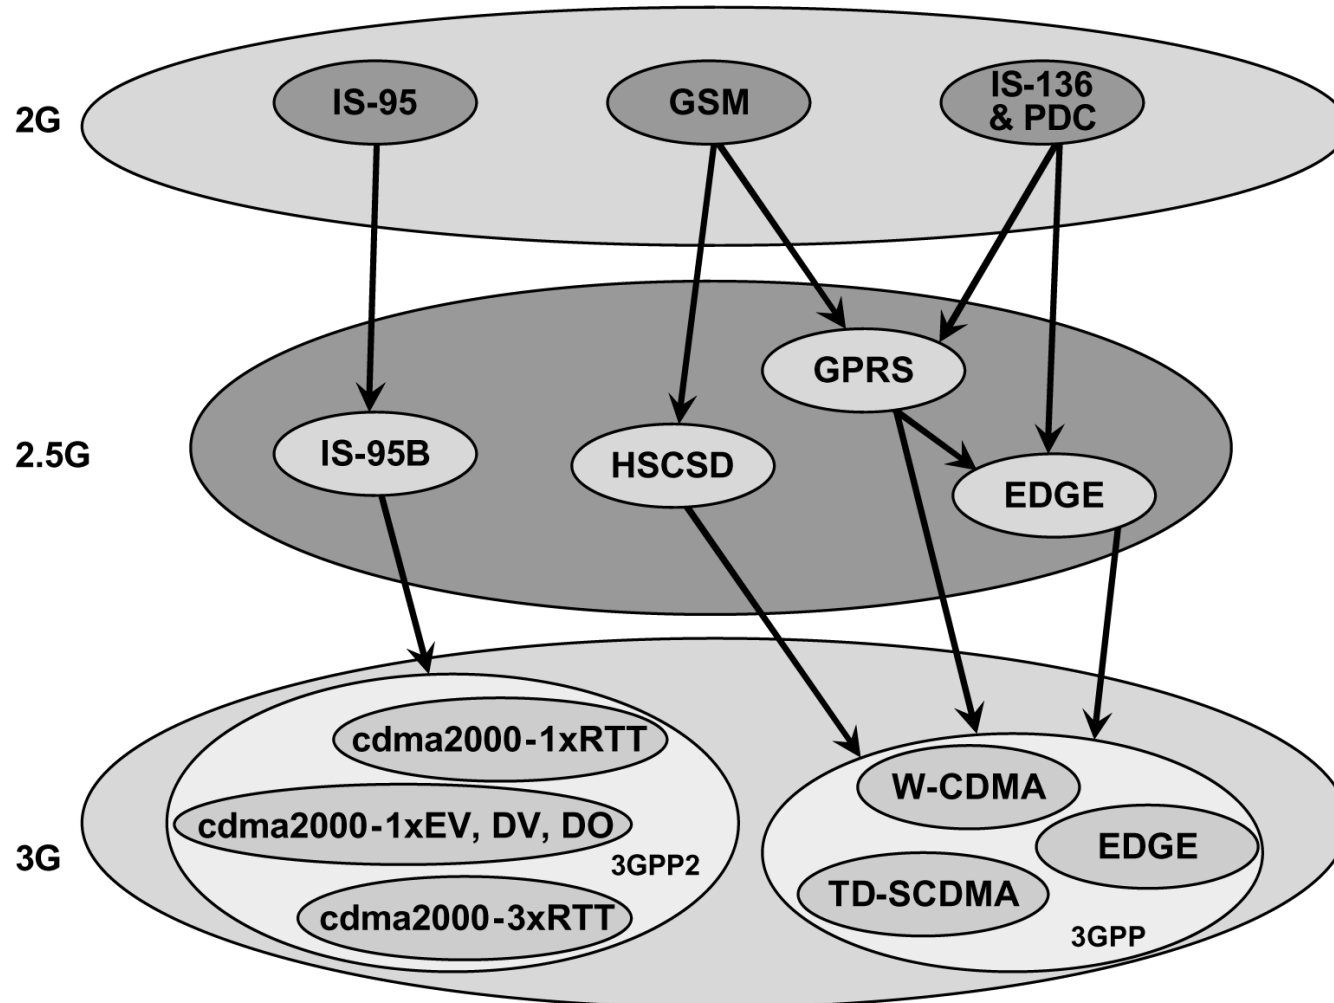 2G
IS-95
GSM
IS-136
& PDC
2.5G
GPRS
IS-95B
HSCSD
EDGE
3G
cdma2000-1xRTT
cdma2000-1xEV, DV, DO
3GPP2
cdma2000-3xRTT
W-CDMA
EDGE
TD-SCDMA
3GPP